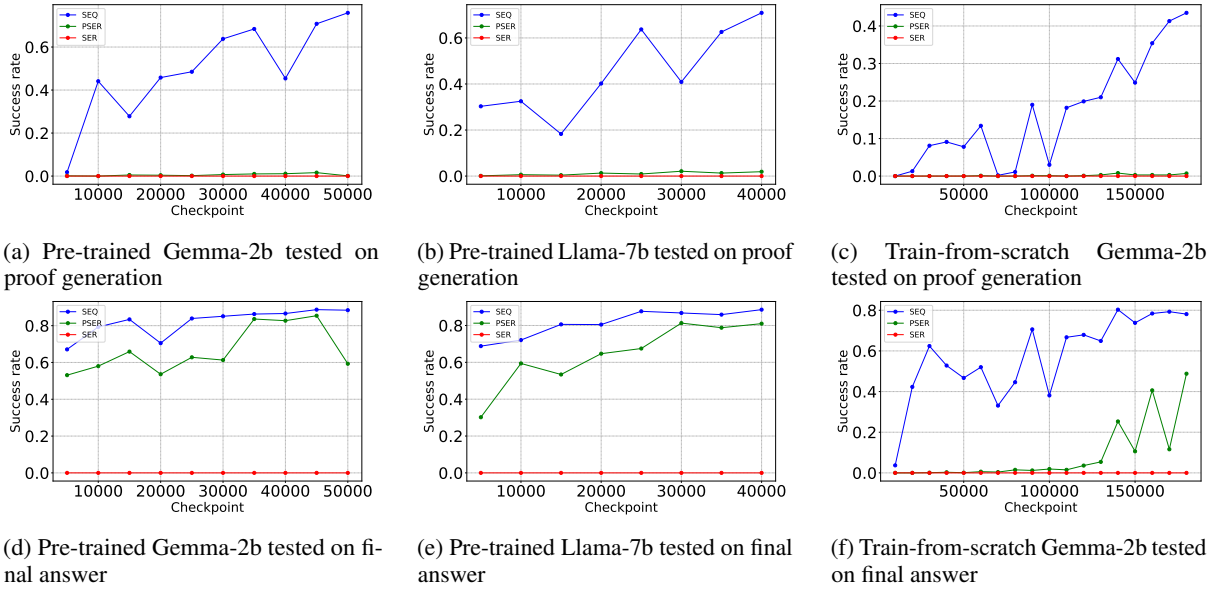 SEQ
PSER
SER
Success rate
0.6
0.4
0.2
0.0
10000 20000 30000 40000 50000
Checkpoint
(a) Pre-trained Gemma-2b tested on
proof generation
SEQ
PSER
SER
Success rate
0.6
0.4
0.2
0.0
10000 20000 30000 40000
Checkpoint
(b) Pre-trained Llama-7b tested on proof
generation
SEQ
PSER
SER
Success rate
0.4
0.3
0.2
0.1
0.0
50000 100000 150000
Checkpoint
(c) Train-from-scratch Gemma-2b
tested on proof generation
SEQ
PSER
SER
Success rate
0.8
0.6
0.4
0.2
0.0
10000 20000 30000 40000 50000
Checkpoint
(d) Pre-trained Gemma-2b tested on fi-
nal answer
SEQ
PSER
SER
Success rate
0.8
0.6
0.4
0.2
0.0
10000 20000 30000 40000
Checkpoint
(e) Pre-trained Llama-7b tested on final
answer
SEQ
PSER
SER
Success rate
0.8
0.6
0.4
0.2
0.0
50000 100000 150000
Checkpoint
(f) Train-from-scratch Gemma-2b tested
on final answer